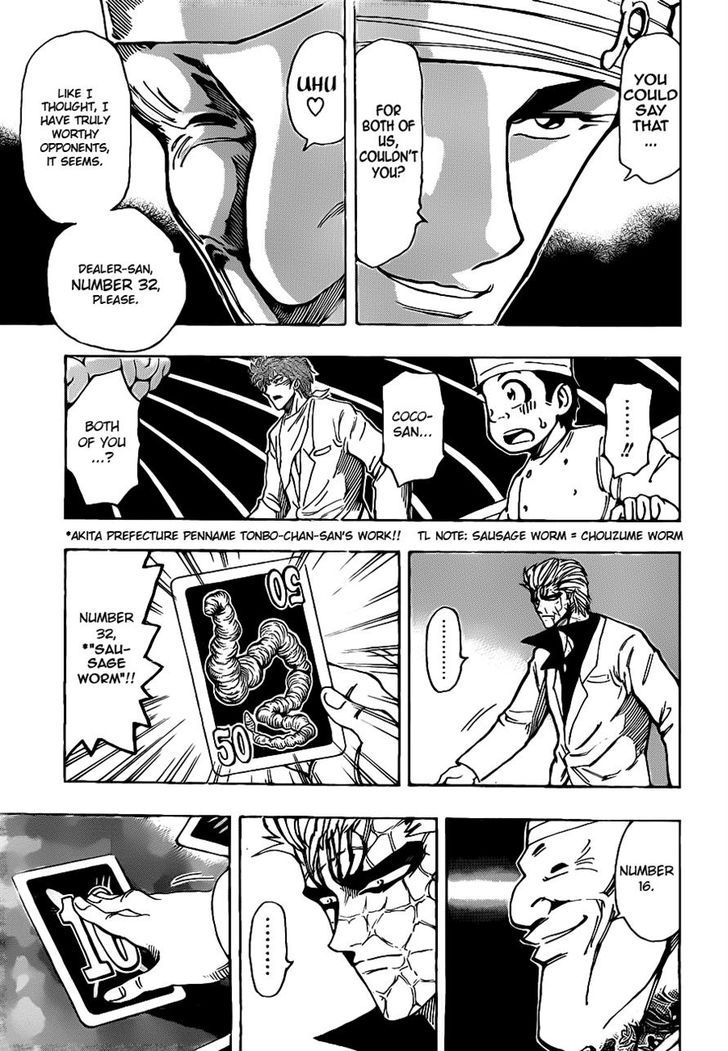 YOU
COULD
SAY
THAT
...
FOR
BOTH OF
US,
COULDN'T
YOU?
UHU
♡
LIKE I
THOUGHT, I
HAVE TRULY
WORTHY
OPPONENTS,
IT SEEMS.
DEALER-SAN,
NUMBER 32,
PLEASE.
......!!
COCO-
SAN...
BOTH
OF YOU
...?
*AKITA PREFECTURE PENNAME TONBO-CHAN-SAN'S WORK!! TL NOTE: SAUSAGE WORM = CHOUZUME WORM
........
50
50
NUMBER
32,
*"SAU-
SAGE
WORM"!!
NUMBER
16.
........
16